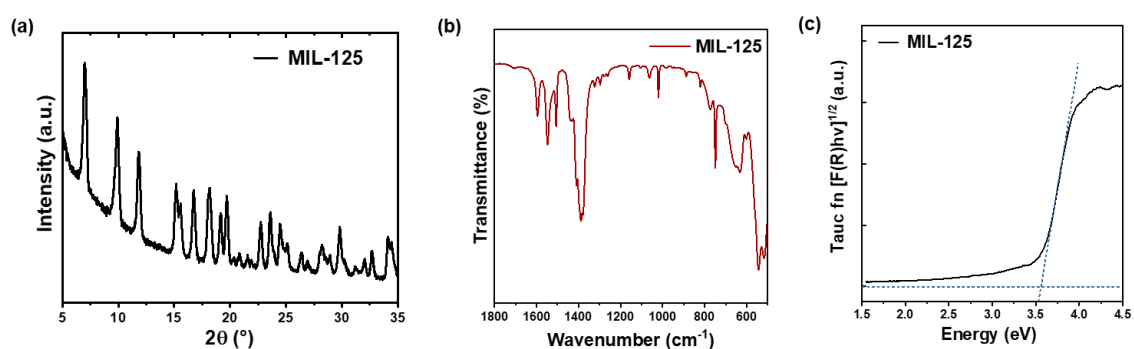 (a)
MIL-125
Intensity (a.u.)
5 10 15 20 25 30 35
2θ (°)
(b)
MIL-125
Transmittance (%)
1800 1600 1400 1200 1000 800 600
Wavenumber (cm⁻¹)
(c)
MIL-125
Tauc fn [F(R)hv]¹ᐟ² (a.u.)
1.5 2.0 2.5 3.0 3.5 4.0 4.5
Energy (eV)